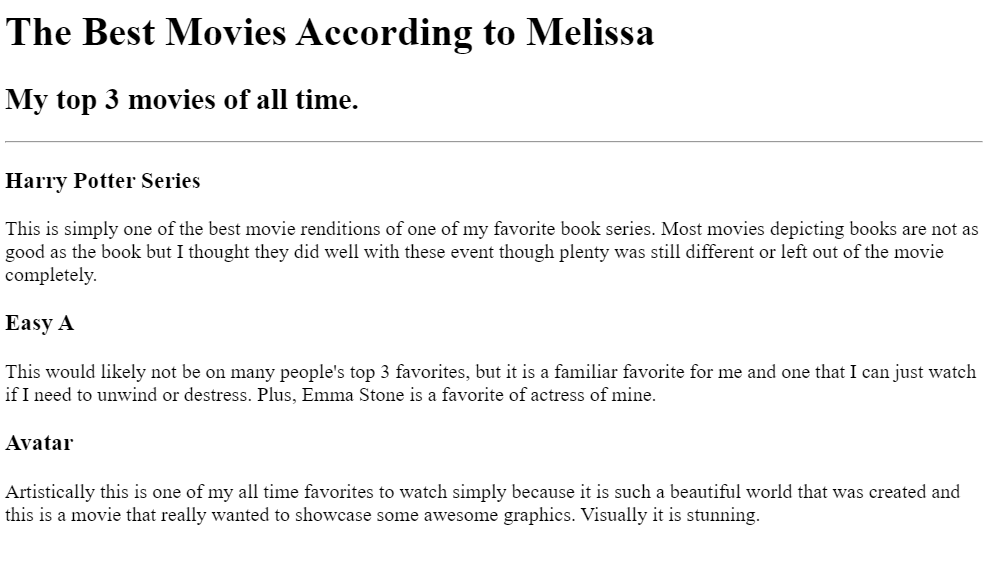 The Best Movies According to Melissa
My top 3 movies of all time.
Harry Potter Series
This is simply one of the best movie renditions of one of my favorite book series. Most movies depicting books are not as
good as the book but I thought they did well with these event though plenty was still different or left out of the movie
completely.
Easy A
This would likely not be on many people's top 3 favorites, but it is a familiar favorite for me and one that I can just watch
if I need to unwind or destress. Plus, Emma Stone is a favorite of actress of mine.
Avatar
Artistically this is one of my all time favorites to watch simply because it is such a beautiful world that was created and
this is a movie that really wanted to showcase some awesome graphics. Visually it is stunning.